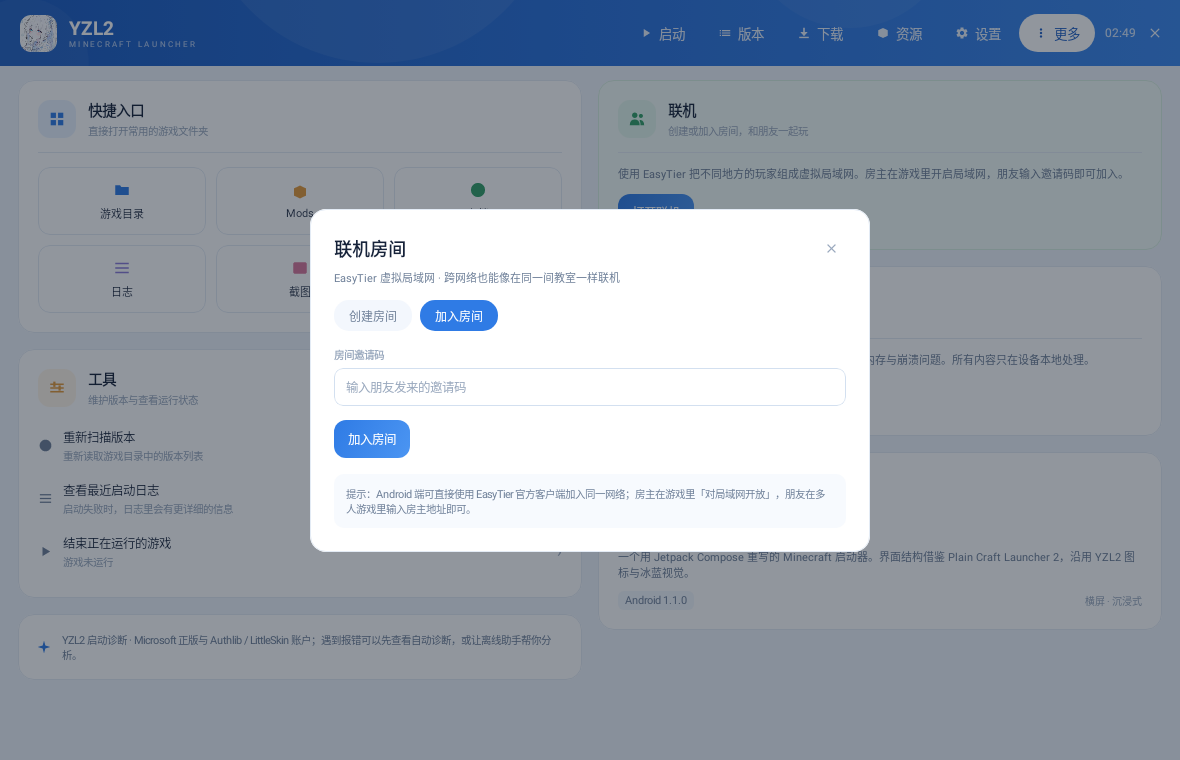 YZL2
MINECRAFT LAUNCHER
启动
版本
下载
资源
设置
更多
02:49
快捷入口
直接打开常用的游戏文件夹
游戏目录
Mods
日志
截图
工具
维护版本与查看运行状态
重新扫描版本
重新读取游戏目录中的版本列表
查看最近启动日志
启动失败时，日志里会有更详细的信息
结束正在运行的游戏
游戏未运行
YZL2 启动诊断 · Microsoft 正版与 Authlib / LittleSkin 账户；遇到报错可以先查看自动诊断，或让离线助手帮你分
析。
联机
创建或加入房间，和朋友一起玩
使用 EasyTier 把不同地方的玩家组成虚拟局域网。房主在游戏里开启局域网，朋友输入邀请码即可加入。
打开联机
联机房间
EasyTier 虚拟局域网 · 跨网络也能像在同一间教室一样联机
创建房间
加入房间
房间邀请码
输入朋友发来的邀请码
加入房间
提示：Android 端可直接使用 EasyTier 官方客户端加入同一网络；房主在游戏里「对局域网开放」，朋友在多
人游戏里输入房主地址即可。
内存与崩溃问题。所有内容只在设备本地处理。
一个用 Jetpack Compose 重写的 Minecraft 启动器。界面结构借鉴 Plain Craft Launcher 2，沿用 YZL2 图
标与冰蓝视觉。
Android 1.1.0
横屏 · 沉浸式